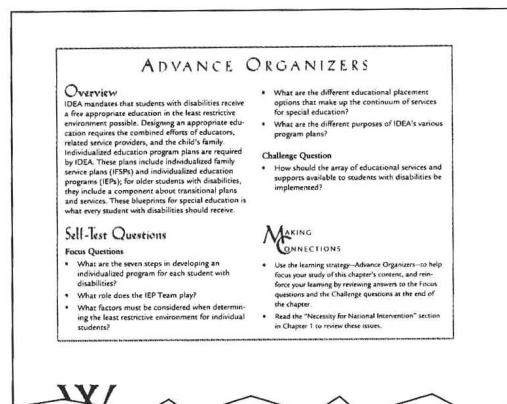 ADVANCE ORGANIZERS
Overview
IDEA mandates that students with disabilities receive
a free appropriate education in the least restrictive
environment possible. Designing an appropriate edu-
cation requires the combined efforts of educators,
related service providers, and the child's family.
Individualized education program plans are required
by IDEA. These plans include individualized family
service plans (IFSPs) and individualized education
programs (IEPs); for older students with disabilities,
they include a component about transitional plans
and services. These blueprints for special education is
what every student with disabilities should receive.
Self-Test Questions
Focus Questions
• What are the seven steps in developing an
individualized program for each student with
disabilities?
• What role does the IEP Team play?
• What factors must be considered when determin-
ing the least restrictive environment for individual
students?
• What are the different educational placement
options that make up the continuum of services
for special education?
• What are the different purposes of IDEA's various
program plans?
Challenge Question
• How should the array of educational services and
supports available to students with disabilities be
implemented?
MAKING
CONNECTIONS
• Use the learning strategy—Advance Organizers—to help
focus your study of this chapter's content, and rein-
force your learning by reviewing answers to the Focus
questions and the Challenge questions at the end of
the chapter.
• Read the "Necessity for National Intervention" section
in Chapter 1 to review these issues.
W